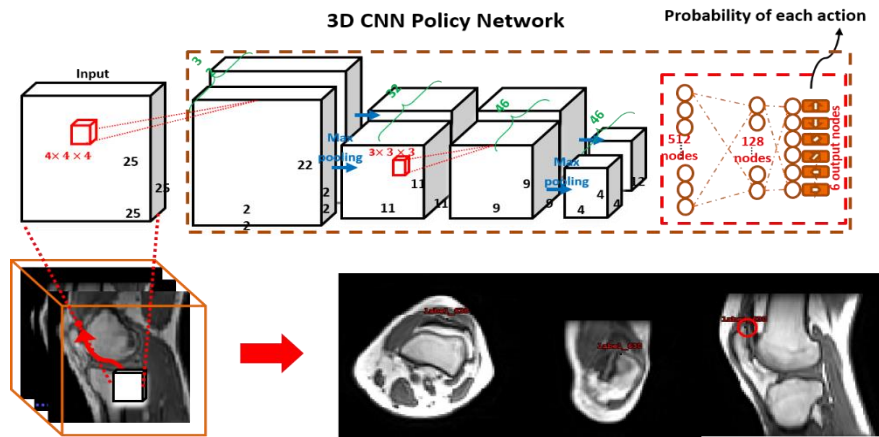 3D CNN Policy Network
Probability of each action
Input
4× 4 × 4
25
25
25
3
2
22
2
2
2
2
Max
pooling
32
3× 3 × 3
11
11
11
46
9
9
9
Max
pooling
46
12
4
4
4
512
nodes
128
nodes
6 output nodes